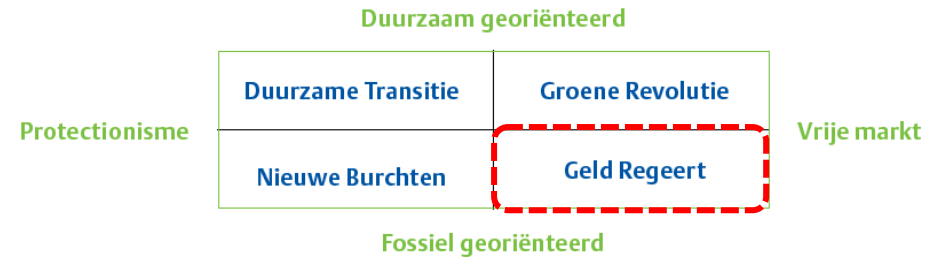 Duurzaam georiënteerd
Duurzame Transitie
Groene Revolutie
Protectionisme
Vrije markt
Nieuwe Burchten
Geld Regeert
Fossiel georiënteerd